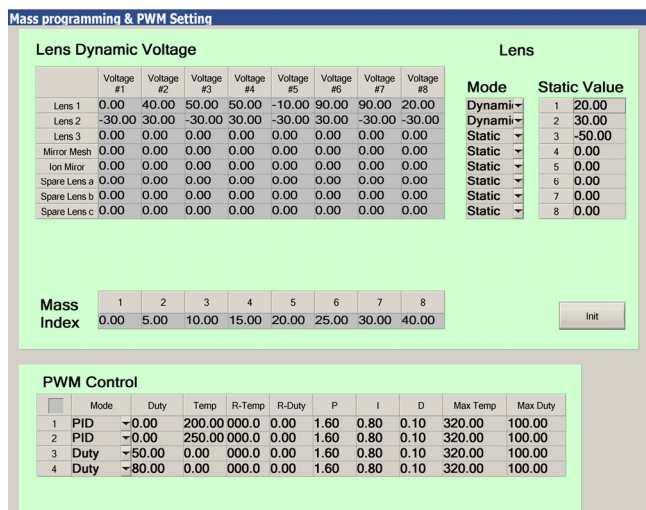 Mass programming & PWM Setting
Lens Dynamic Voltage
Lens
Voltage #1 Voltage #2 Voltage #3 Voltage #4 Voltage #5 Voltage #6 Voltage #7 Voltage #8
Mode Static Value
Lens 1 0.00 40.00 50.00 50.00 -10.00 90.00 90.00 20.00 Dynami 1 20.00
Lens 2 -30.00 30.00 -30.00 30.00 -30.00 30.00 -30.00 -30.00 Dynami 2 30.00
Lens 3 0.00 0.00 0.00 0.00 0.00 0.00 0.00 0.00 Static 3 -50.00
Mirror Mesh 0.00 0.00 0.00 0.00 0.00 0.00 0.00 0.00 Static 4 0.00
Ion Miror 0.00 0.00 0.00 0.00 0.00 0.00 0.00 0.00 Static 5 0.00
Spare Lens a 0.00 0.00 0.00 0.00 0.00 0.00 0.00 0.00 Static 6 0.00
Spare Lens b 0.00 0.00 0.00 0.00 0.00 0.00 0.00 0.00 Static 7 0.00
Spare Lens c 0.00 0.00 0.00 0.00 0.00 0.00 0.00 0.00 Static 8 0.00
Mass Index
1 2 3 4 5 6 7 8
0.00 5.00 10.00 15.00 20.00 25.00 30.00 40.00
Init
PWM Control
Mode Duty Temp R-Temp R-Duty P I D Max Temp Max Duty
1 PID 0.00 200.00 000.0 0.00 1.60 0.80 0.10 320.00 100.00
2 PID 0.00 250.00 000.0 0.00 1.60 0.80 0.10 320.00 100.00
3 Duty 50.00 0.00 000.0 0.00 1.60 0.80 0.10 320.00 100.00
4 Duty 80.00 0.00 000.0 0.00 1.60 0.80 0.10 320.00 100.00